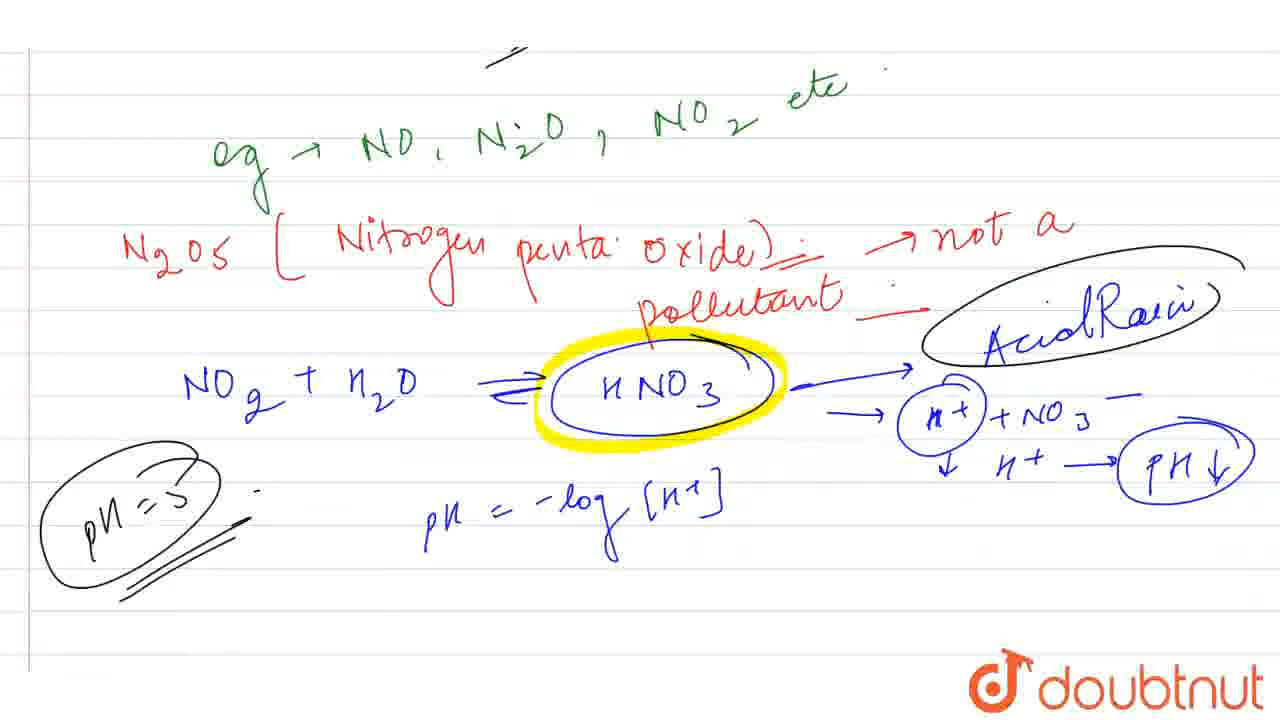 eg → NO, N2O, NO2 etc
N2O5 ( Nitrogen penta oxide) → not a
pollutant — Acid Rain
NO2 + H2O ⇒ HNO3 → H+ + NO3−
↓ H+ → pH ↓
pH = 5
pH = -log [H+]
doubtnut